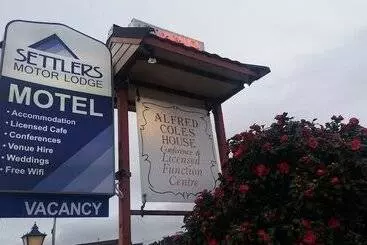 SETTLERS
MOTOR LODGE
MOTEL
• Accommodation
• Licensed Cafe
• Conferences
• Venue Hire
• Weddings
• Free Wifi
VACANCY
ALFRED
COLES
HOUSE
Conference &
Licensed
Function
Centre